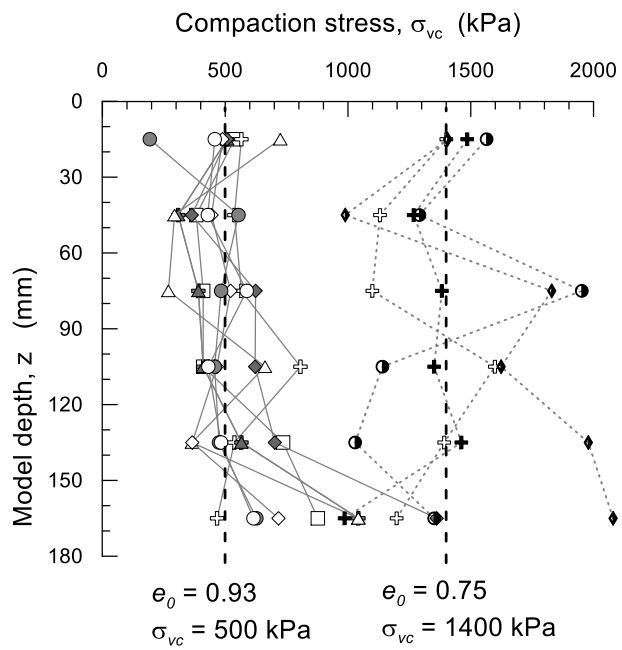 Compaction stress, σvc (kPa)
0 500 1000 1500 2000
0
30
60
90
120
150
180
Model depth, z (mm)
e0 = 0.93
σvc = 500 kPa
e0 = 0.75
σvc = 1400 kPa